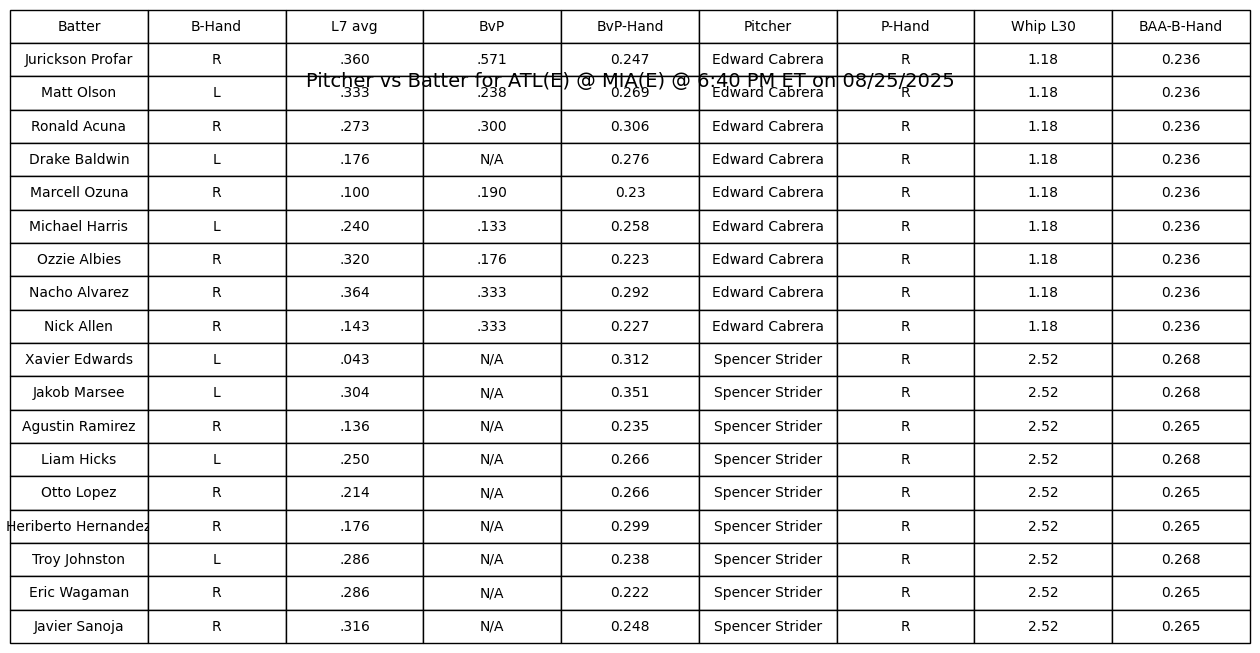 Batter B-Hand L7 avg BvP BvP-Hand Pitcher P-Hand Whip L30 BAA-B-Hand
Jurickson Profar R .360 .571 0.247 Edward Cabrera R 1.18 0.236
Pitcher vs Batter for ATL(E) @ MIA(E) @ 6:40 PM ET on 08/25/2025
Matt Olson L .333 .238 0.269 Edward Cabrera R 1.18 0.236
Ronald Acuna R .273 .300 0.306 Edward Cabrera R 1.18 0.236
Drake Baldwin L .176 N/A 0.276 Edward Cabrera R 1.18 0.236
Marcell Ozuna R .100 .190 0.23 Edward Cabrera R 1.18 0.236
Michael Harris L .240 .133 0.258 Edward Cabrera R 1.18 0.236
Ozzie Albies R .320 .176 0.223 Edward Cabrera R 1.18 0.236
Nacho Alvarez R .364 .333 0.292 Edward Cabrera R 1.18 0.236
Nick Allen R .143 .333 0.227 Edward Cabrera R 1.18 0.236
Xavier Edwards L .043 N/A 0.312 Spencer Strider R 2.52 0.268
Jakob Marsee L .304 N/A 0.351 Spencer Strider R 2.52 0.268
Agustin Ramirez R .136 N/A 0.235 Spencer Strider R 2.52 0.265
Liam Hicks L .250 N/A 0.266 Spencer Strider R 2.52 0.268
Otto Lopez R .214 N/A 0.266 Spencer Strider R 2.52 0.265
Heriberto Hernandez R .176 N/A 0.299 Spencer Strider R 2.52 0.265
Troy Johnston L .286 N/A 0.238 Spencer Strider R 2.52 0.268
Eric Wagaman R .286 N/A 0.222 Spencer Strider R 2.52 0.265
Javier Sanoja R .316 N/A 0.248 Spencer Strider R 2.52 0.265